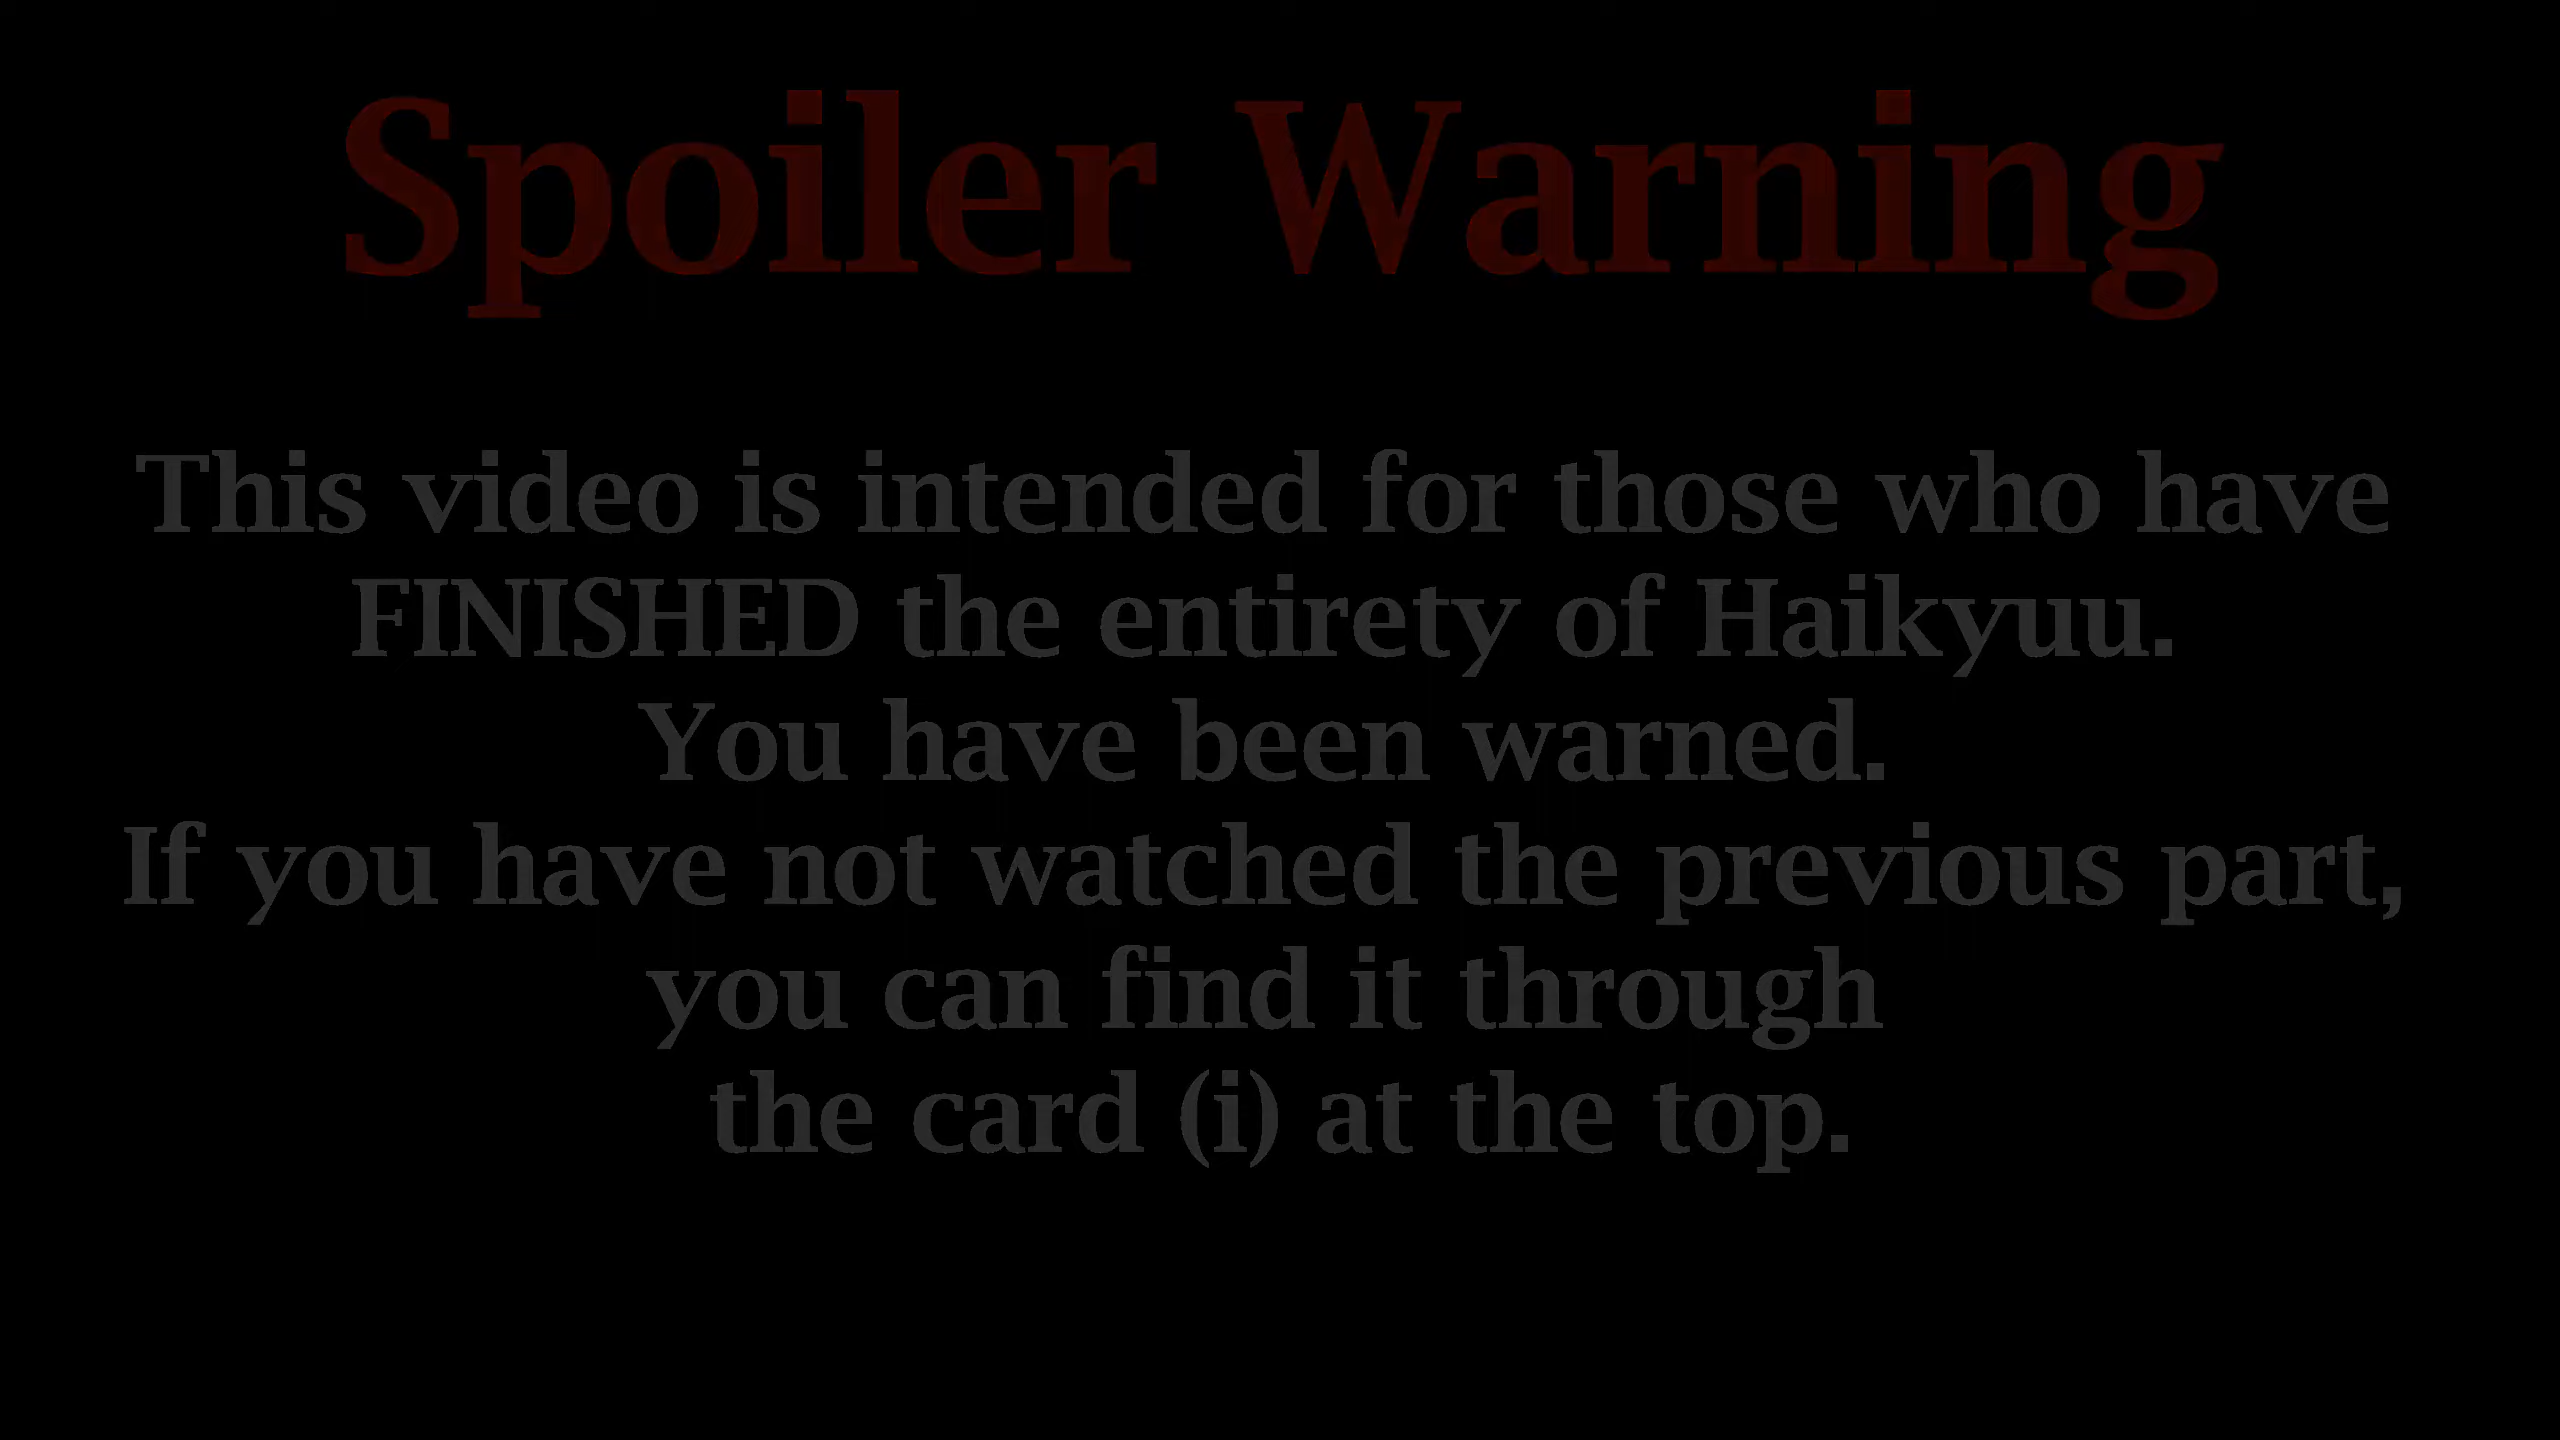 Spoiler Warning
This video is intended for those who have
FINISHED the entirety of Haikyuu.
You have been warned.
If you have not watched the previous part,
you can find it through
the card (i) at the top.